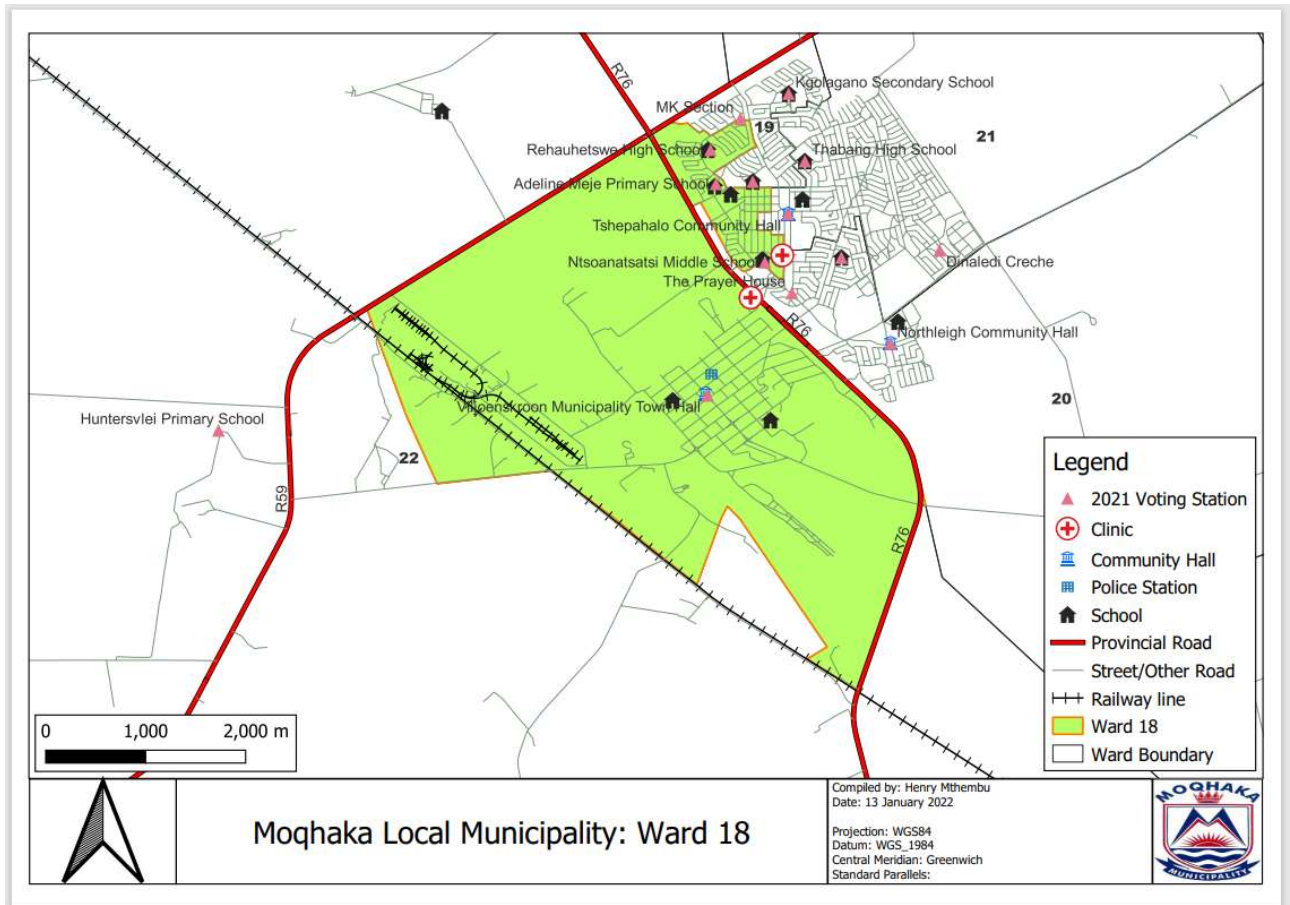 R76
Kgolagano Secondary School
MK Section
19
21
Rehauhetswe High School
Thabang High School
Adeline Meje Primary School
Tshepahalo Community Hall
Ntsoanatsatsi Middle School
Dinaledi Creche
The Prayer House
R76
Northleigh Community Hall
20
Viljoenskroon Municipality Town Hall
Huntersvlei Primary School
22
R59
R76
Legend
2021 Voting Station
Clinic
Community Hall
Police Station
School
Provincial Road
Street/Other Road
Railway line
Ward 18
Ward Boundary
0 1,000 2,000 m
Moqhaka Local Municipality: Ward 18
Compiled by: Henry Mthembu
Date: 13 January 2022
Projection: WGS84
Datum: WGS_1984
Central Meridian: Greenwich
Standard Parallels:
MOQHAKA
MUNICIPALITY